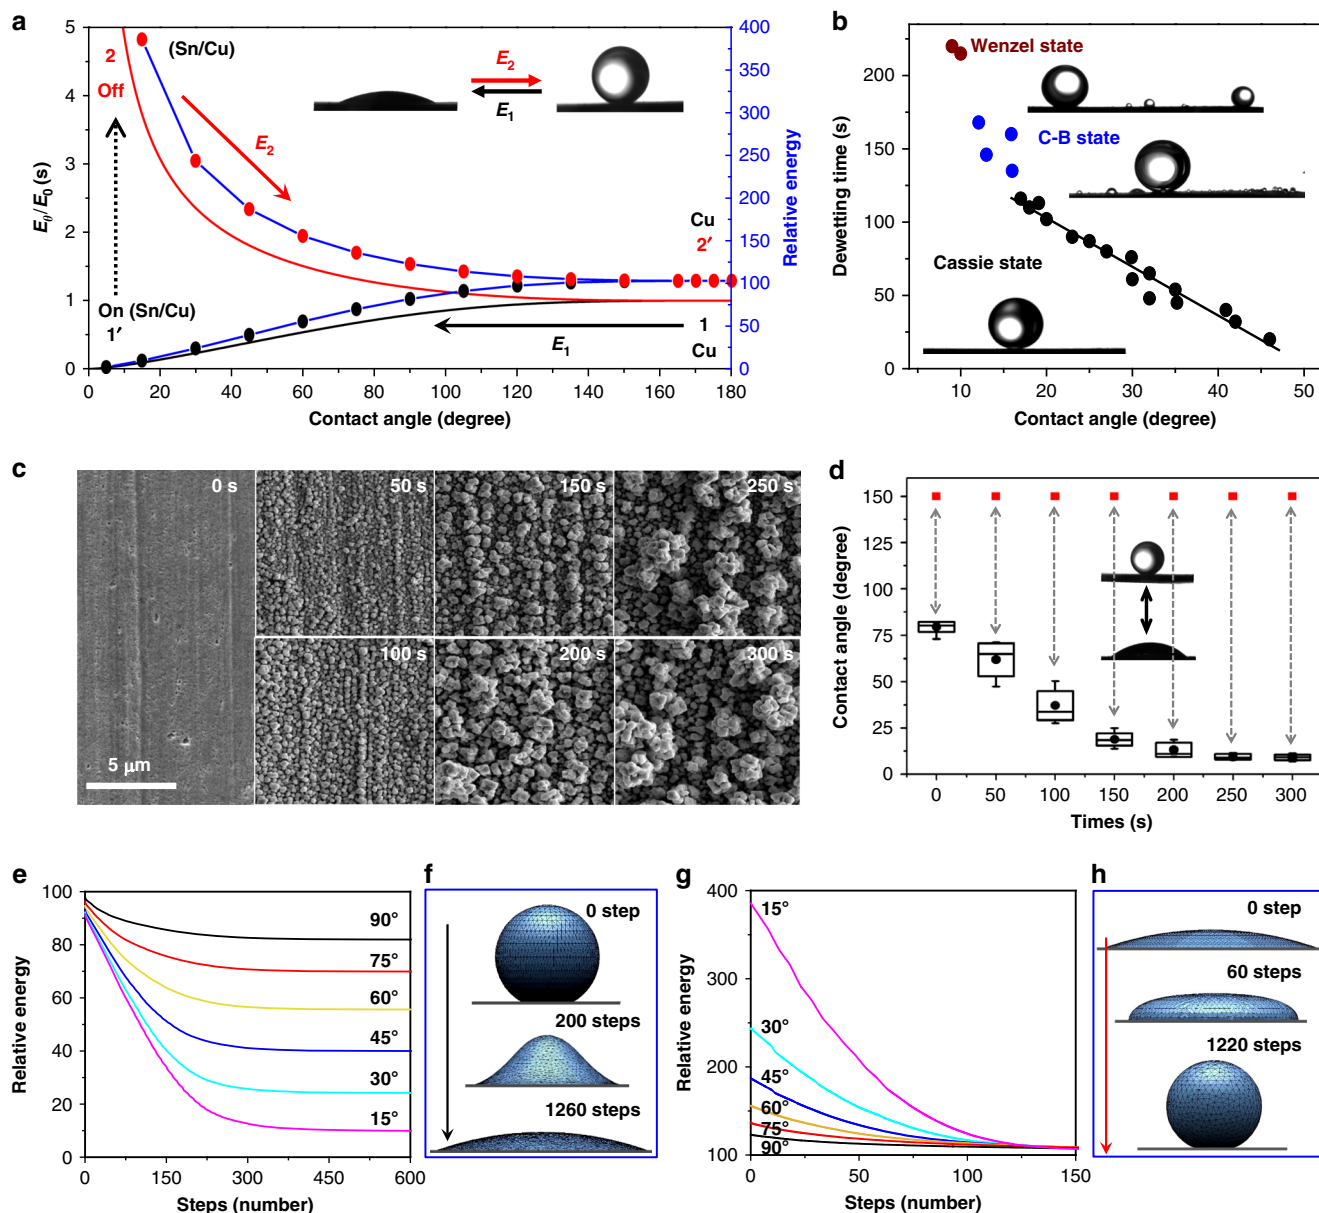 a
5
4
3
2
1
0
E_θ/E_0 (s)
0 20 40 60 80 100 120 140 160 180
Contact angle (degree)
400
350
300
250
200
150
100
50
0
Relative energy
2
Off
(Sn/Cu)
E2
E2
E1
Cu
2′
On (Sn/Cu)
1′
E1
1
Cu
b
200
150
100
50
0
Dewetting time (s)
10 20 30 40 50
Contact angle (degree)
Wenzel state
C-B state
Cassie state
c
0 s
50 s
150 s
250 s
100 s
200 s
300 s
5 μm
d
150
125
100
75
50
25
0
Contact angle (degree)
0 50 100 150 200 250 300
Times (s)
e
100
80
60
40
20
0
Relative energy
90°
75°
60°
45°
30°
15°
0 150 300 450 600
Steps (number)
f
0 step
200 steps
1260 steps
g
400
300
200
100
Relative energy
15°
30°
45°
60°
75°
90°
0 50 100 150
Steps (number)
h
0 step
60 steps
1220 steps